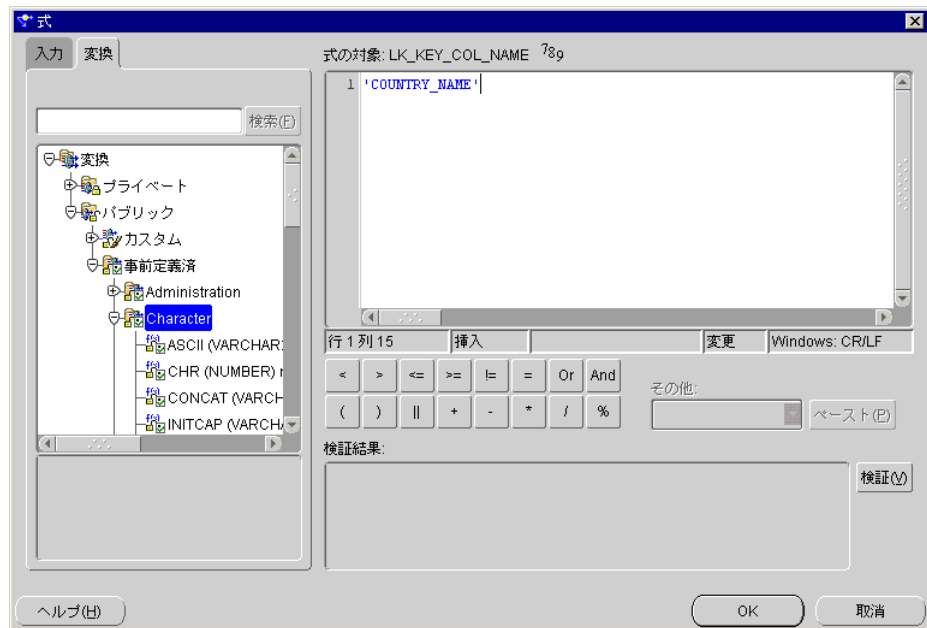 式
入力 変換
検索(F)
変換
プライベート
パブリック
カスタム
事前定義済
Administration
Character
ASCII (VARCHAR
CHR (NUMBER) r
CONCAT (VARCH
INITCAP (VARCHA
式の対象: LK_KEY_COL_NAME 789
1 'COUNTRY_NAME'
行 1 列 15 挿入 変更 Windows: CR/LF
< > <= >= != = Or And
( ) || + - * / %
その他:
ペースト(P)
検証結果:
検証(V)
ヘルプ(H) OK 取消